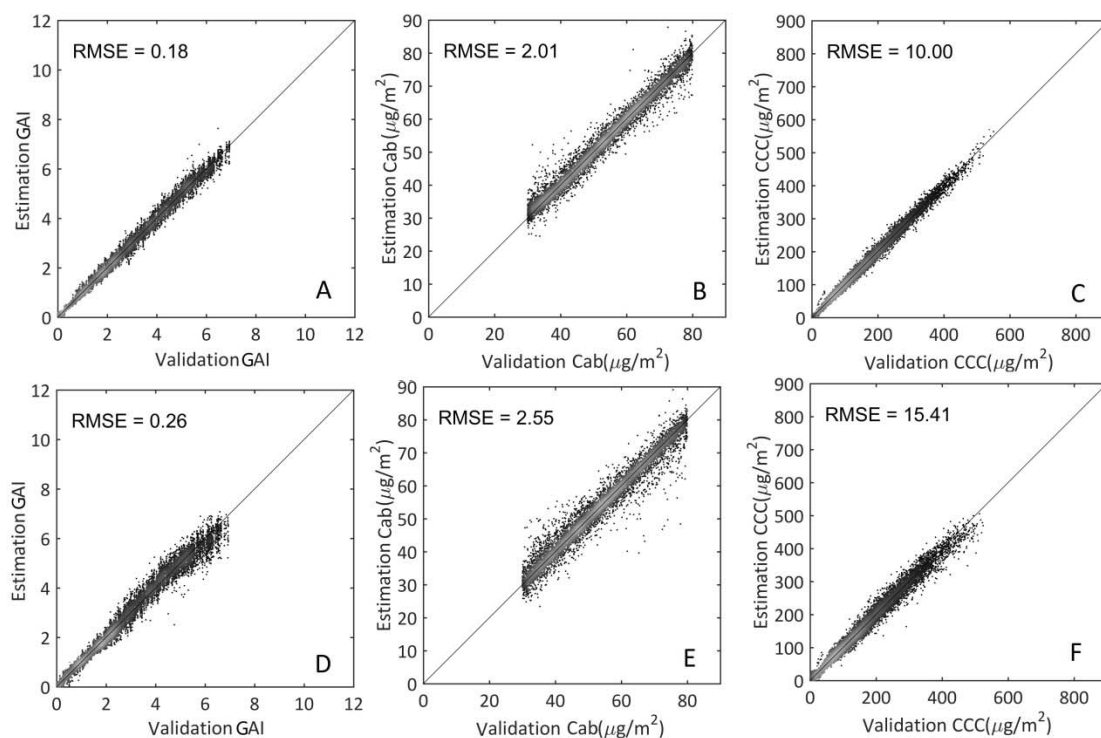 12
10
8
6
4
2
0
Estimation GAI
RMSE = 0.18
A
0 2 4 6 8 10 12
Validation GAI
90
80
70
60
50
40
30
20
10
0
Estimation Cab(μg/m²)
RMSE = 2.01
B
0 20 40 60 80
Validation Cab(μg/m²)
900
800
700
600
500
400
300
200
100
0
Estimation CCC(μg/m²)
RMSE = 10.00
C
0 200 400 600 800
Validation CCC(μg/m²)
12
10
8
6
4
2
0
Estimation GAI
RMSE = 0.26
D
0 2 4 6 8 10 12
Validation GAI
90
80
70
60
50
40
30
20
10
0
Estimation Cab(μg/m²)
RMSE = 2.55
E
0 20 40 60 80
Validation Cab(μg/m²)
900
800
700
600
500
400
300
200
100
0
Estimation CCC(μg/m²)
RMSE = 15.41
F
0 200 400 600 800
Validation CCC(μg/m²)